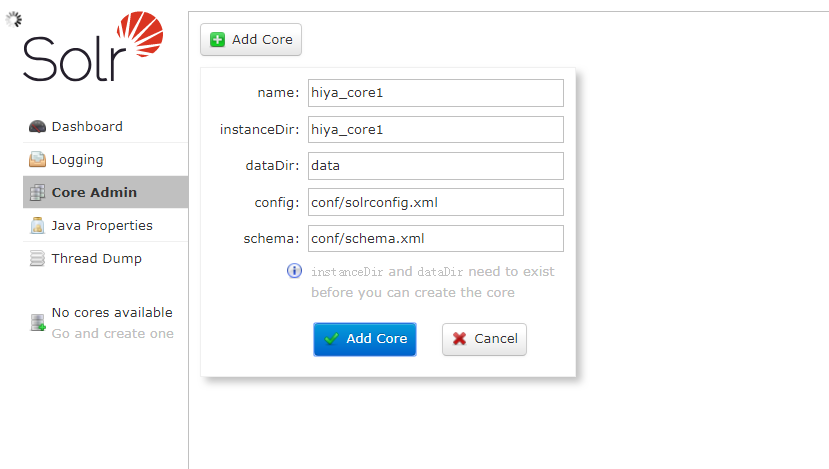 Solr
Dashboard
Logging
Core Admin
Java Properties
Thread Dump
No cores available
Go and create one
Add Core
name: hiya_core1
instanceDir: hiya_core1
dataDir: data
config: conf/solrconfig.xml
schema: conf/schema.xml
instanceDir and dataDir need to exist
before you can create the core
Add Core Cancel